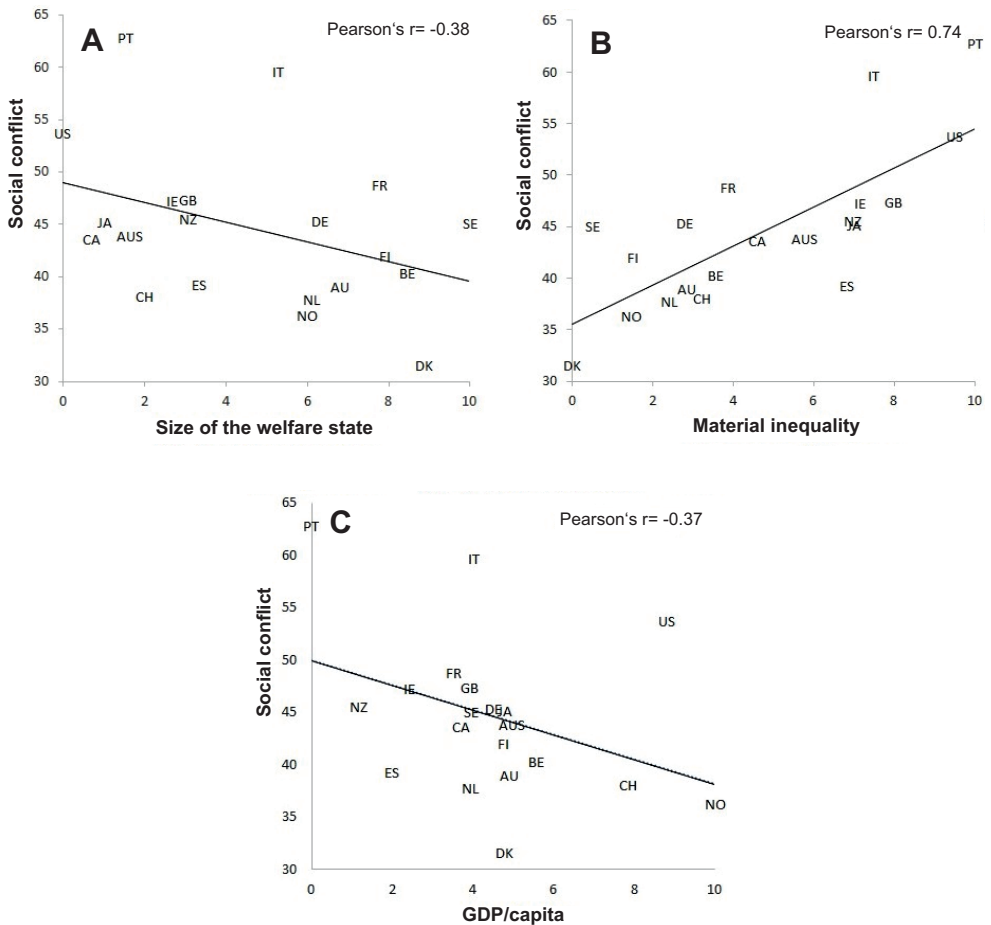 65
A
Pearson‘s r= -0.38
PT
60
IT
55
US
50
FR
IE GB
NZ
45
JA
DE
SE
CA
AUS
FI
BE
40
ES
AU
CH
NL
NO
35
DK
30
0 2 4 6 8 10
Social conflict
Size of the welfare state
65
B
Pearson‘s r= 0.74
PT
60
IT
55
US
50
FR
IE
GB
NZ
45
SE
DE
JA
CA
AUS
FI
BE
40
ES
AU
NL
CH
NO
35
DK
30
0 2 4 6 8 10
Social conflict
Material inequality
65
PT
C
Pearson‘s r= -0.37
60
IT
55
US
50
FR
IE
GB
NZ
SE
DE
JA
45
CA
AUS
FI
BE
40
ES
AU
NL
CH
NO
35
DK
30
0 2 4 6 8 10
Social conflict
GDP/capita